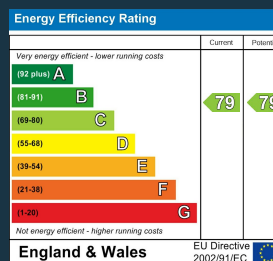 Energy Efficiency Rating
Current
Very energy efficient - lower running costs
(92 plus) A
(81-91) B
79 79
(69-80) C
(55-68) D
(39-54) E
(21-38) F
(1-20) G
Not energy efficient - higher running costs
England & Wales
EU Directive
2002/91/EC